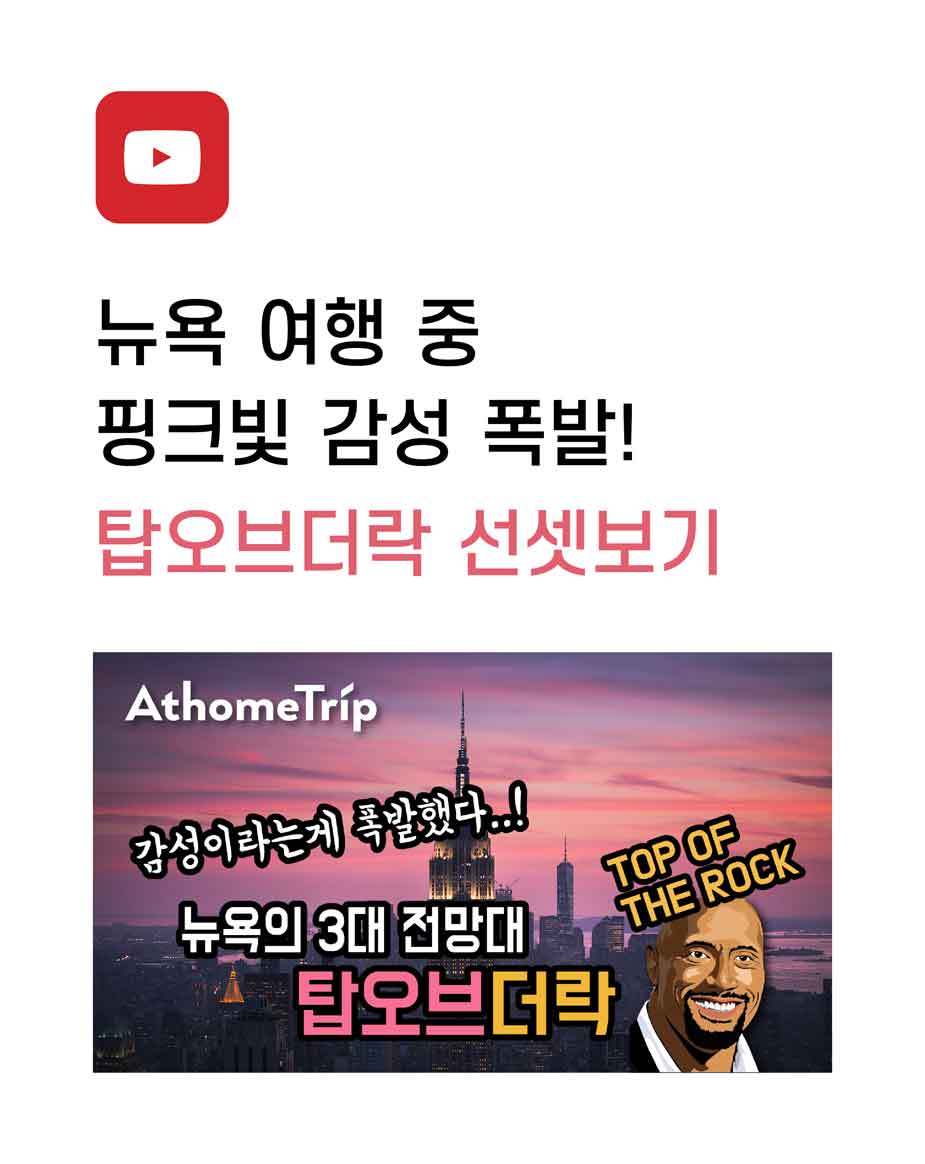 뉴욕 여행 중
핑크빛 감성 폭발!
탑오브더락 선셋보기
AthomeTrip
감성이라는게 폭발했다..!
TOP OF
THE ROCK
뉴욕의 3대 전망대
탑오브더락